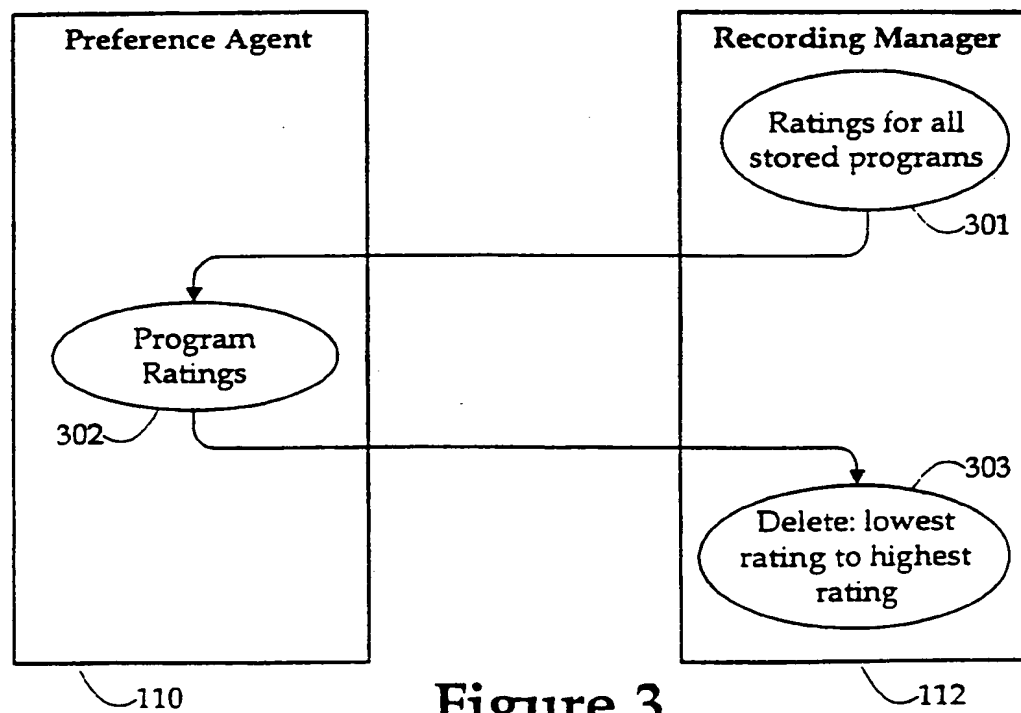 Preference Agent
Recording Manager
Ratings for all
stored programs
301
Program
Ratings
302
303
Delete: lowest
rating to highest
rating
110
112
Figure 3